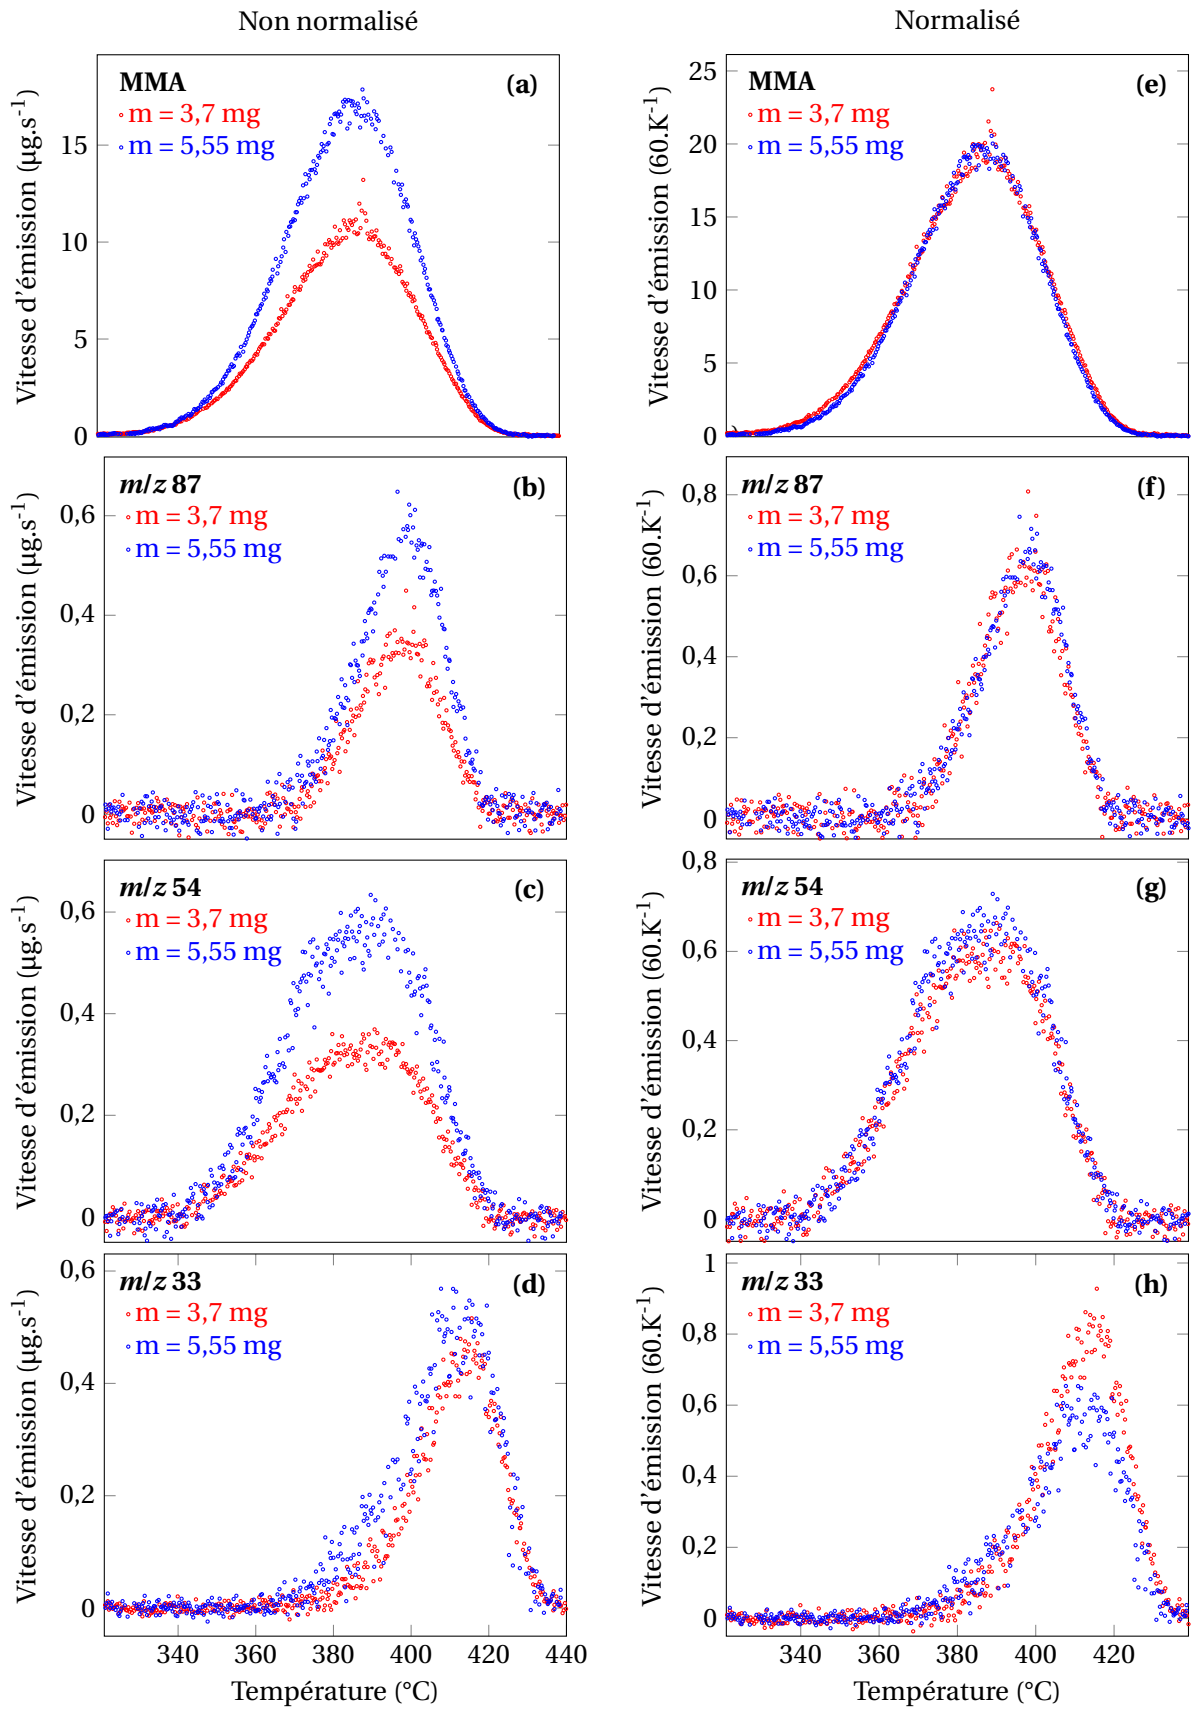 Non normalisé
Normalisé
MMA
(a)
m = 3,7 mg
m = 5,55 mg
15
10
5
0
Vitesse d'émission (µg.s-1)
MMA
(e)
m = 3,7 mg
m = 5,55 mg
25
20
15
10
5
0
Vitesse d'émission (60.K-1)
m/z 87
(b)
m = 3,7 mg
m = 5,55 mg
0,6
0,4
0,2
0
Vitesse d'émission (µg.s-1)
m/z 87
(f)
m = 3,7 mg
m = 5,55 mg
0,8
0,6
0,4
0,2
0
Vitesse d'émission (60.K-1)
m/z 54
(c)
m = 3,7 mg
m = 5,55 mg
0,6
0,4
0,2
0
Vitesse d'émission (µg.s-1)
m/z 54
(g)
m = 3,7 mg
m = 5,55 mg
0,8
0,6
0,4
0,2
0
Vitesse d'émission (60.K-1)
m/z 33
(d)
m = 3,7 mg
m = 5,55 mg
0,6
0,4
0,2
0
Vitesse d'émission (µg.s-1)
340 360 380 400 420 440
Température (°C)
m/z 33
(h)
m = 3,7 mg
m = 5,55 mg
1
0,8
0,6
0,4
0,2
0
Vitesse d'émission (60.K-1)
340 360 380 400 420
Température (°C)